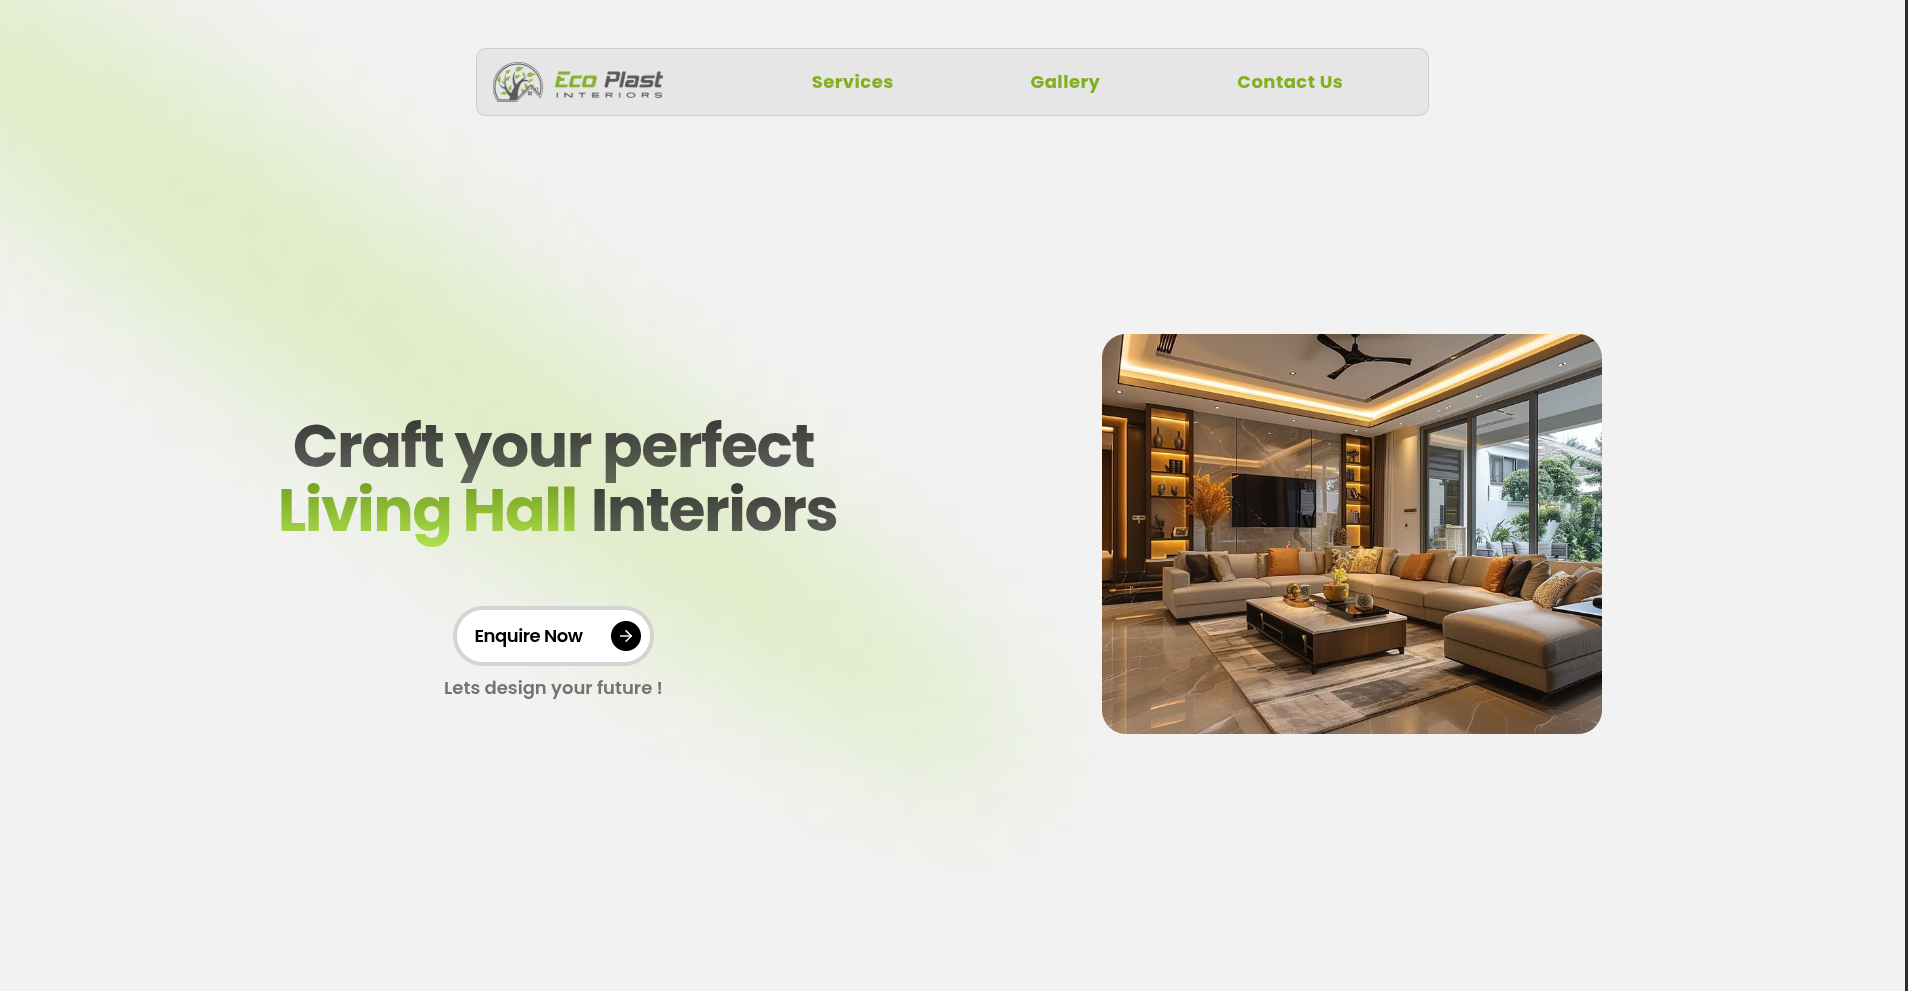 Eco Plast
INTERIORS
Services
Gallery
Contact Us
Craft your perfect
Living Hall Interiors
Enquire Now
Lets design your future !